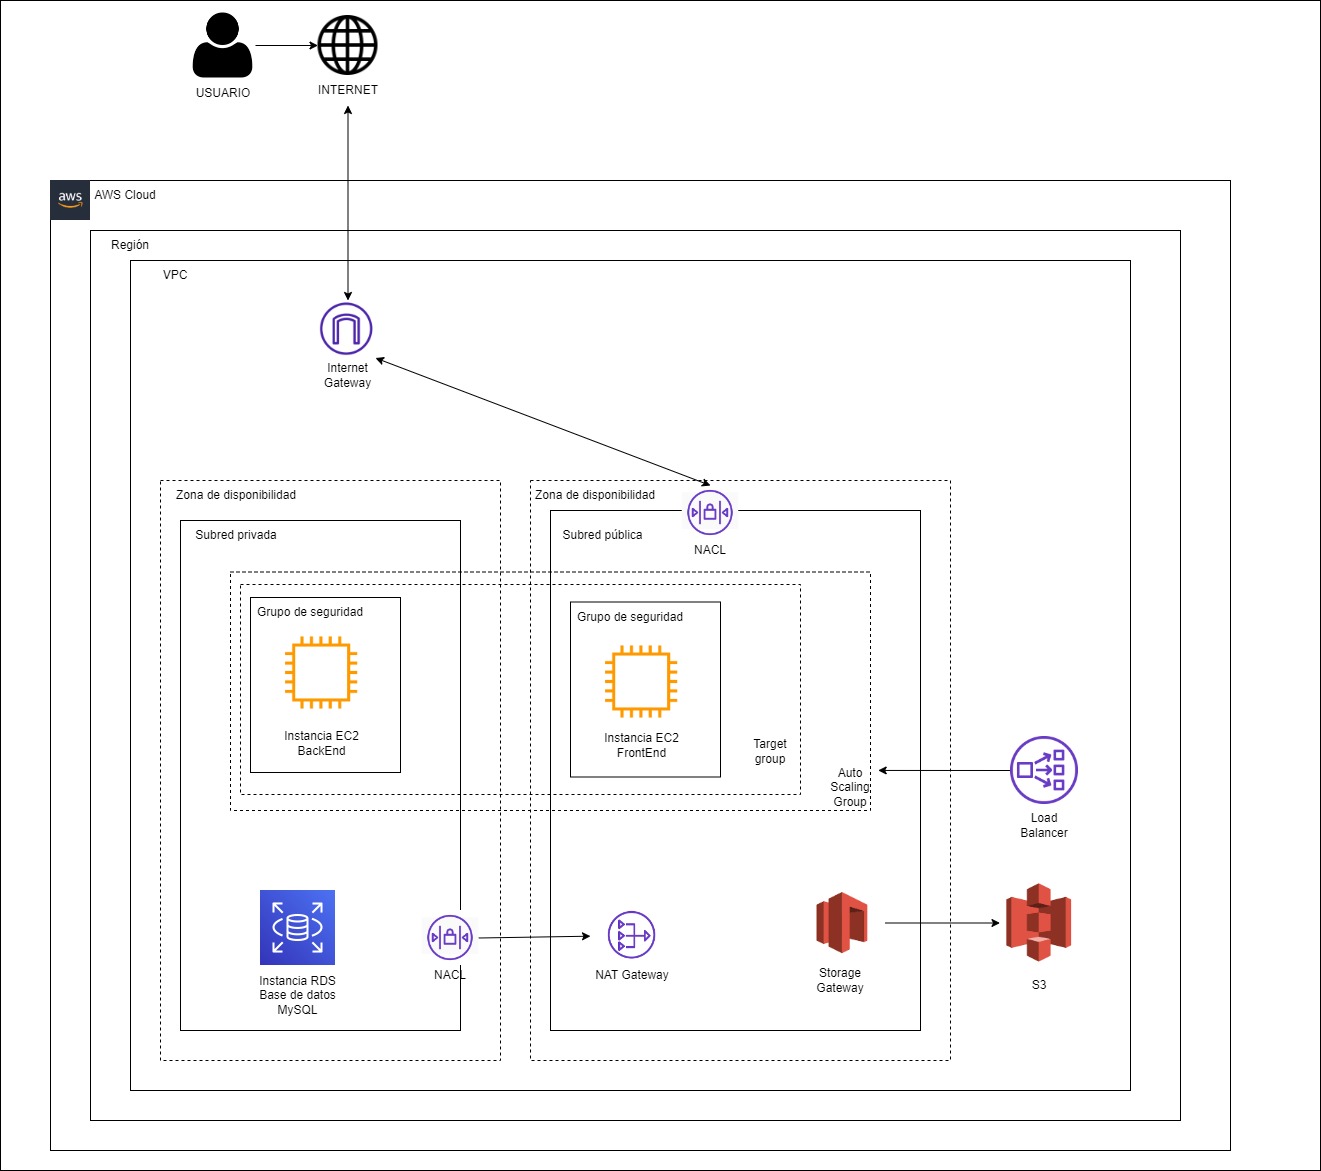 USUARIO
INTERNET
aws
AWS Cloud
Región
VPC
Internet
Gateway
Zona de disponibilidad
Zona de disponibilidad
Subred privada
Subred pública
NACL
Grupo de seguridad
Grupo de seguridad
Instancia EC2
BackEnd
Instancia EC2
FrontEnd
Target
group
Auto
Scaling
Group
Load
Balancer
Instancia RDS
Base de datos
MySQL
NACL
NAT Gateway
Storage
Gateway
S3